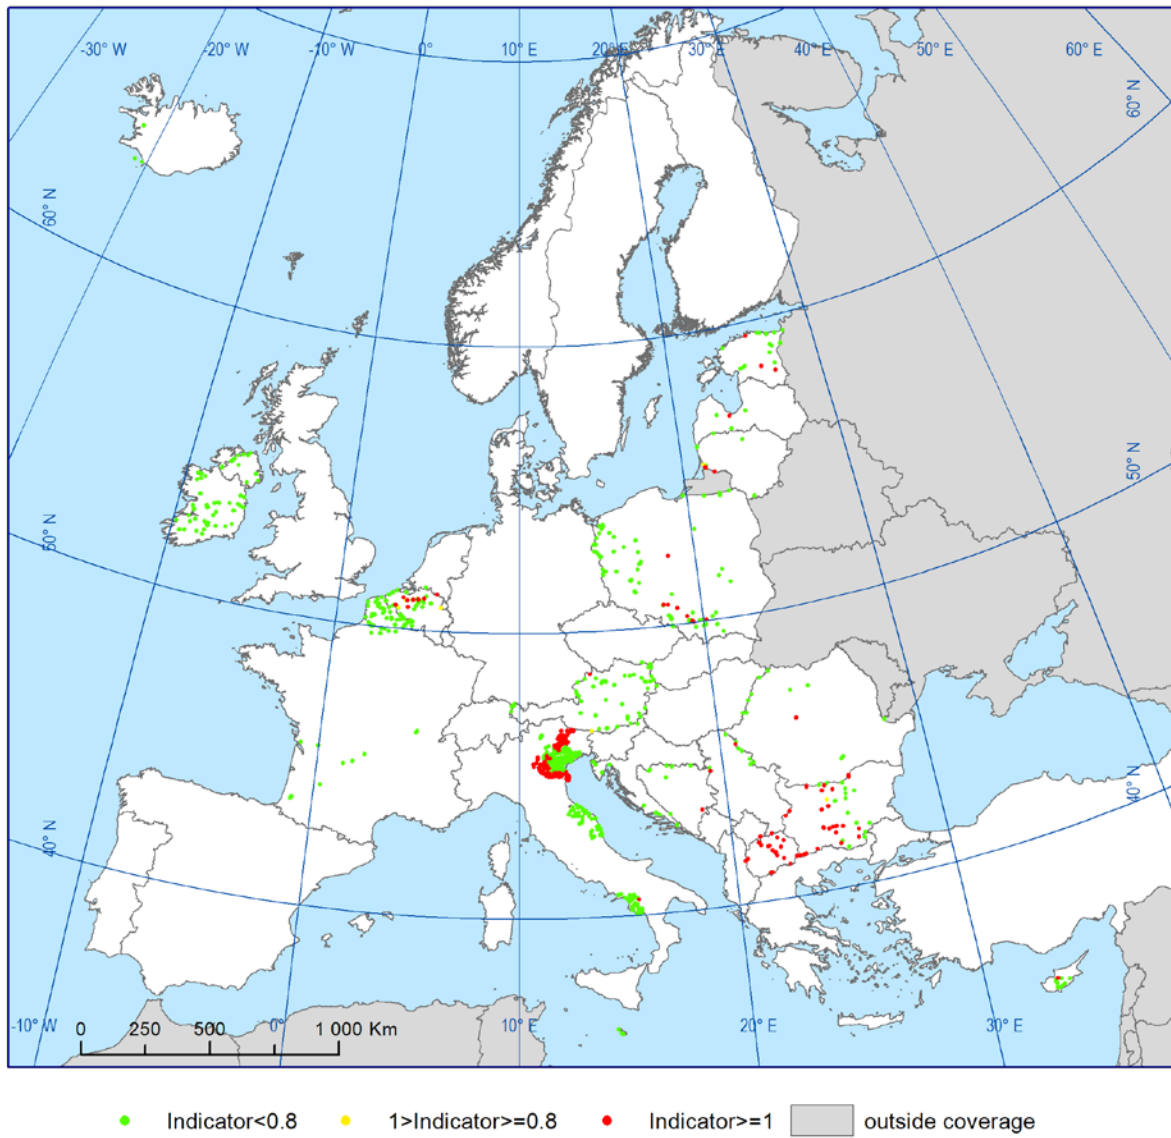 -30° W -20° W -10° W 0° 10° E 20° E 30° E 40° E 50° E 60° E
60° N
60° N
50° N
50° N
40° N
40° N
-10° W 0° 10° E 20° E 30° E
0 250 500 1 000 Km
Indicator<0.8 1>Indicator>=0.8 Indicator>=1 outside coverage